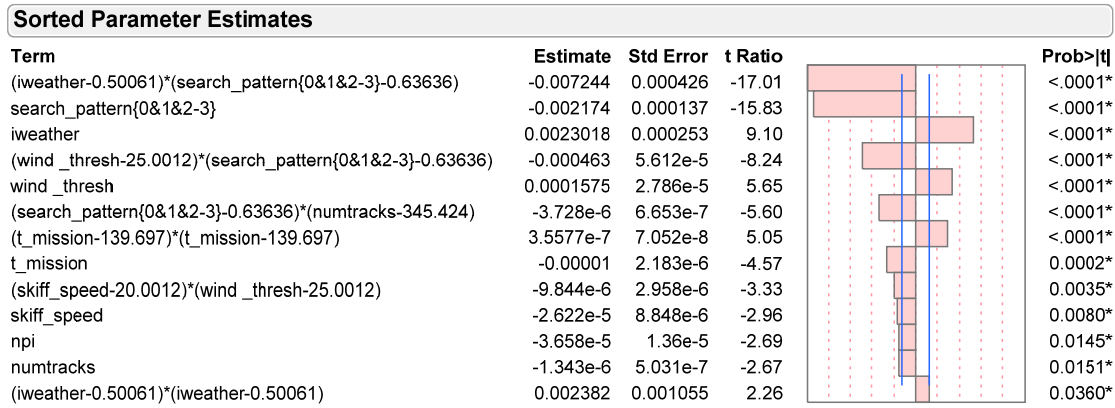 Sorted Parameter Estimates
Term Estimate Std Error t Ratio Prob>|t|
(iweather-0.50061)*(search_pattern{0&1&2-3}-0.63636) -0.007244 0.000426 -17.01 <.0001*
search_pattern{0&1&2-3} -0.002174 0.000137 -15.83 <.0001*
iweather 0.0023018 0.000253 9.10 <.0001*
(wind _thresh-25.0012)*(search_pattern{0&1&2-3}-0.63636) -0.000463 5.612e-5 -8.24 <.0001*
wind _thresh 0.0001575 2.786e-5 5.65 <.0001*
(search_pattern{0&1&2-3}-0.63636)*(numtracks-345.424) -3.728e-6 6.653e-7 -5.60 <.0001*
(t_mission-139.697)*(t_mission-139.697) 3.5577e-7 7.052e-8 5.05 <.0001*
t_mission -0.00001 2.183e-6 -4.57 0.0002*
(skiff_speed-20.0012)*(wind _thresh-25.0012) -9.844e-6 2.958e-6 -3.33 0.0035*
skiff_speed -2.622e-5 8.848e-6 -2.96 0.0080*
npi -3.658e-5 1.36e-5 -2.69 0.0145*
numtracks -1.343e-6 5.031e-7 -2.67 0.0151*
(iweather-0.50061)*(iweather-0.50061) 0.002382 0.001055 2.26 0.0360*